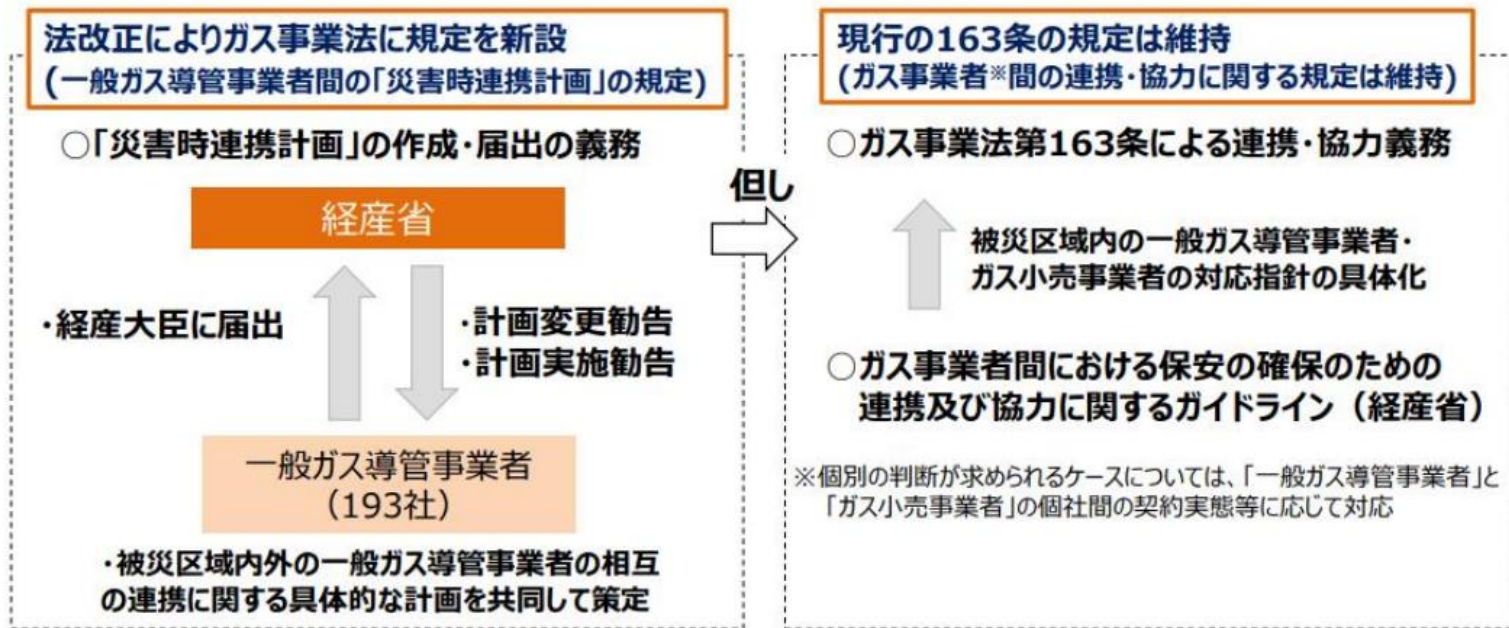 法改正によりガス事業法に規定を新設
(一般ガス導管事業者間の「災害時連携計画」の規定)
○「災害時連携計画」の作成・届出の義務
経産省
・経産大臣に届出
・計画変更勧告
・計画実施勧告
一般ガス導管事業者
(193社)
・被災区域内外の一般ガス導管事業者の相互
の連携に関する具体的な計画を共同して策定
但し
現行の163条の規定は維持
(ガス事業者※間の連携・協力に関する規定は維持)
○ガス事業法第163条による連携・協力義務
被災区域内の一般ガス導管事業者・
ガス小売事業者の対応指針の具体化
○ガス事業者間における保安の確保のための
連携及び協力に関するガイドライン（経産省）
※個別の判断が求められるケースについては、「一般ガス導管事業者」と
「ガス小売事業者」の個社間の契約実態等に応じて対応